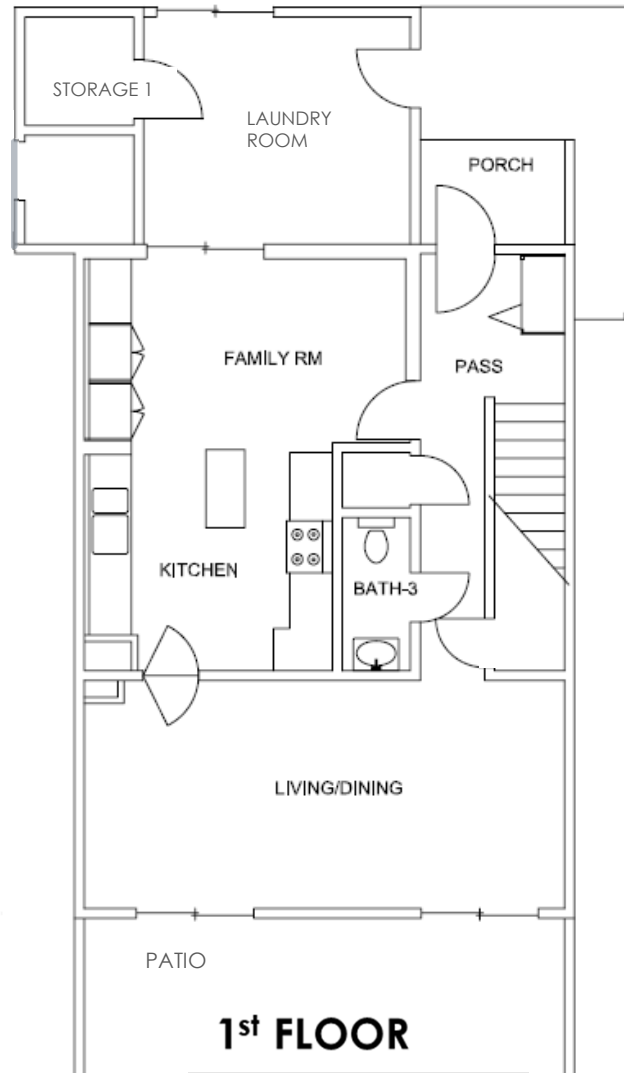 STORAGE 1
LAUNDRY
ROOM
PORCH
FAMILY RM
PASS
KITCHEN
BATH-3
LIVING/DINING
PATIO
1st FLOOR